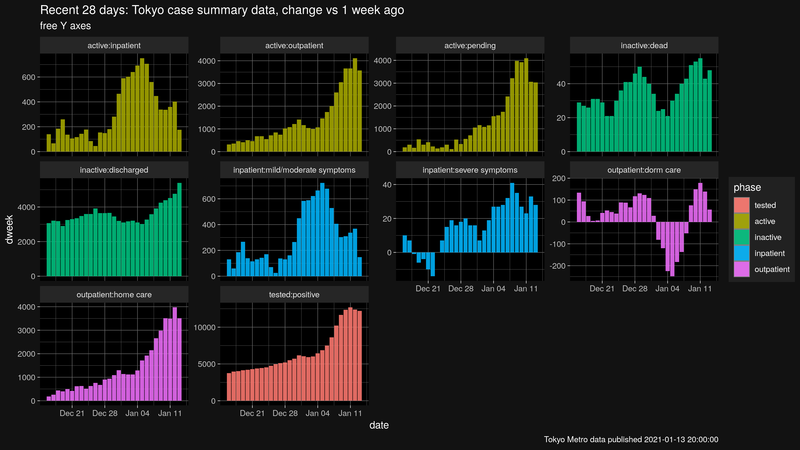 Recent 28 days: Tokyo case summary data, change vs 1 week ago
free Y axes
active:inpatient
active:outpatient
active:pending
inactive:dead
600
400
200
0
4000
3000
2000
1000
0
4000
3000
2000
1000
0
40
20
0
inactive:discharged
inpatient:mild/moderate symptoms
inpatient:severe symptoms
outpatient:dorm care
4000
2000
0
600
400
200
0
40
20
0
200
100
0
-100
-200
Dec 21 Dec 28 Jan 04 Jan 11
Dec 21 Dec 28 Jan 04 Jan 11
outpatient:home care
tested:positive
4000
3000
2000
1000
0
10000
5000
0
Dec 21 Dec 28 Jan 04 Jan 11
Dec 21 Dec 28 Jan 04 Jan 11
dweek
date
phase
tested
active
inactive
inpatient
outpatient
Tokyo Metro data published 2021-01-13 20:00:00